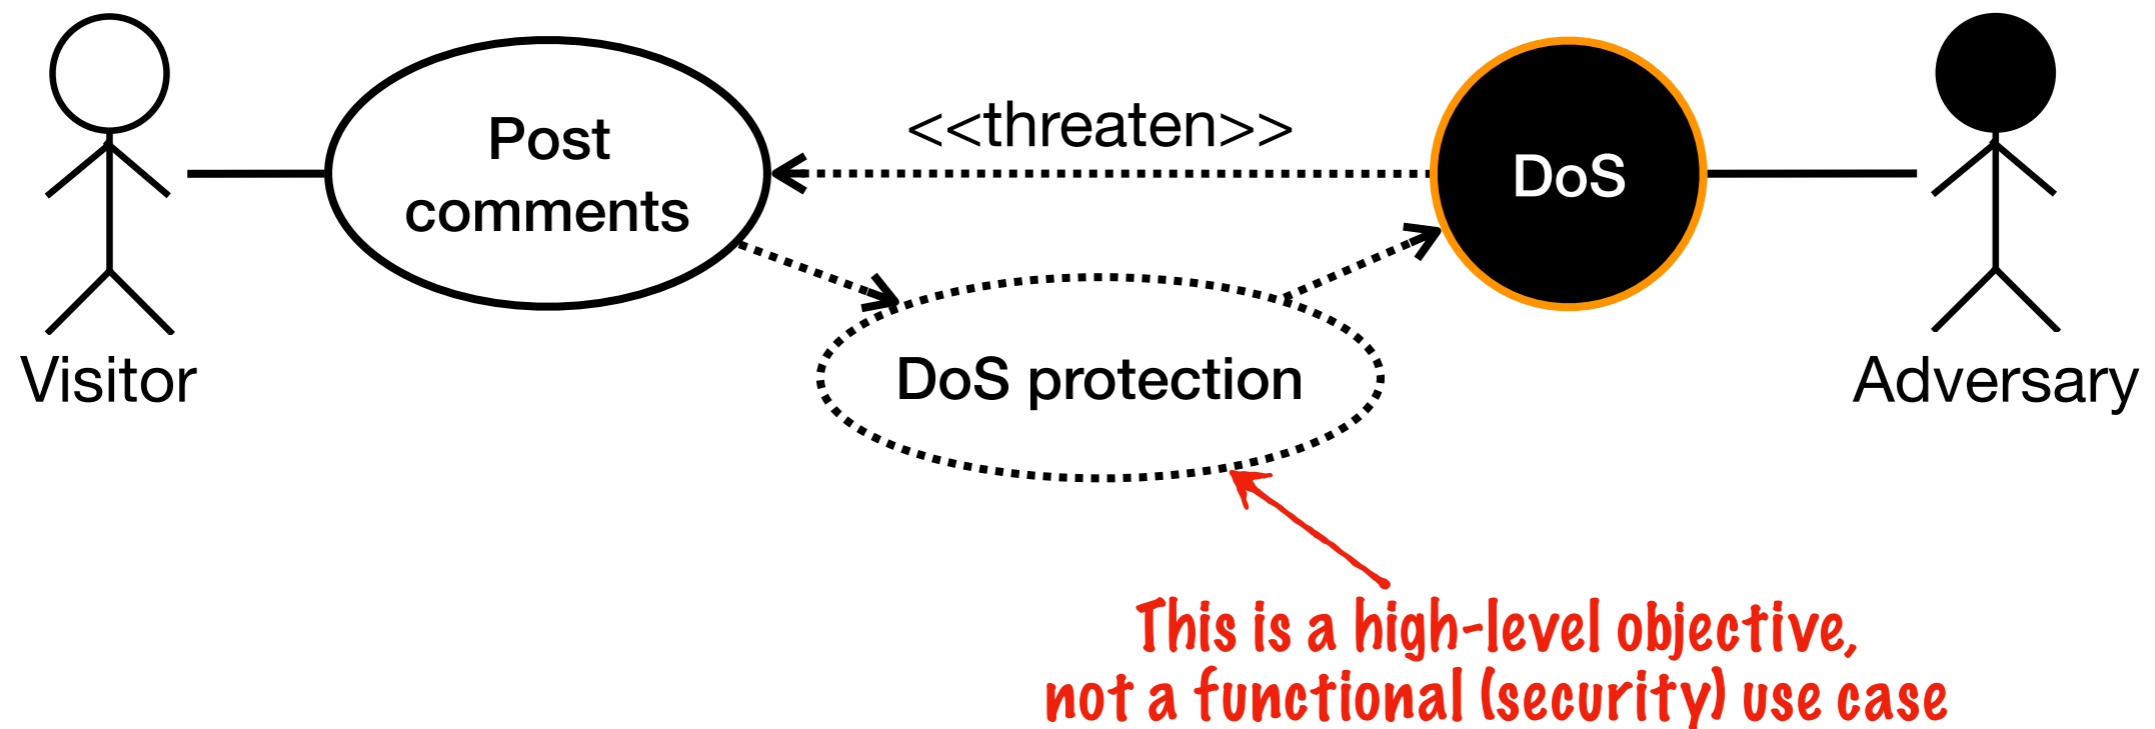 Post
comments
<<threaten>>
DoS
DoS protection
Visitor
Adversary
This is a high-level objective,
not a functional (security) use case